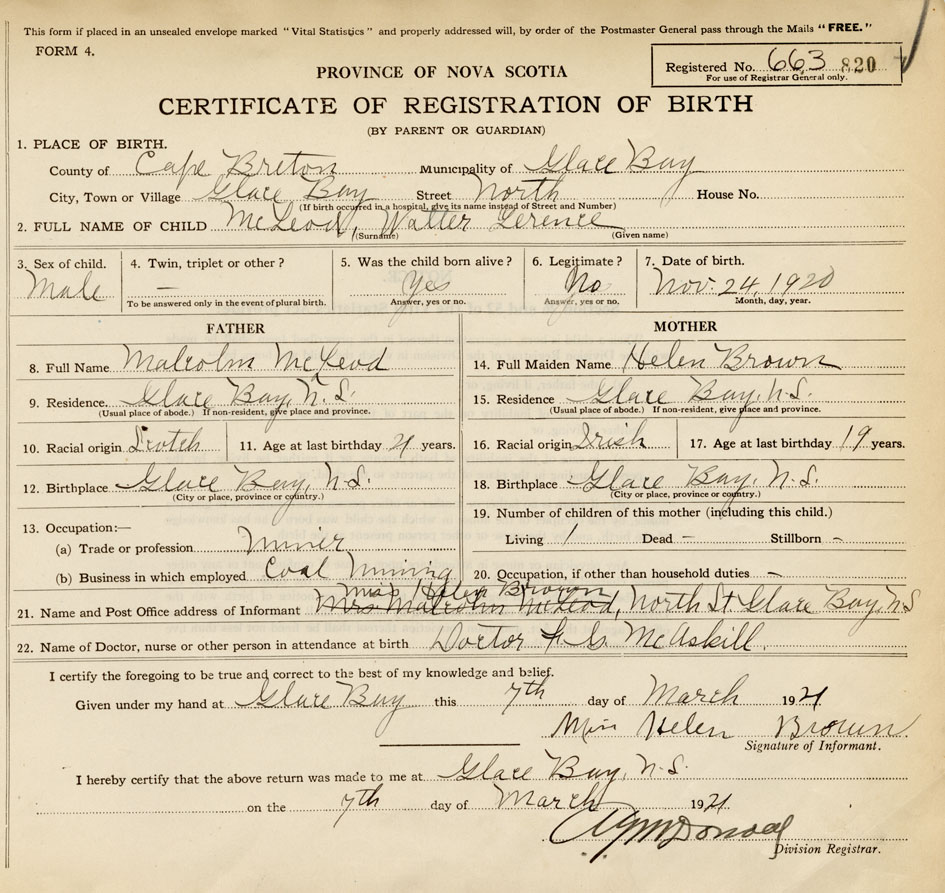 This form if placed in an unsealed envelope marked "Vital Statistics" and properly addressed will, by order of the Postmaster General pass through the Mails "FREE."
FORM 4.
Registered No. 663 820
For use of Registrar General only.
PROVINCE OF NOVA SCOTIA
CERTIFICATE OF REGISTRATION OF BIRTH
(BY PARENT OR GUARDIAN)
1. PLACE OF BIRTH.
County of Cape Breton Municipality of Glace Bay
City, Town or Village Glace Bay Street North House No.
(If birth occurred in a hospital, give its name instead of Street and Number)
2. FULL NAME OF CHILD McLeod, Walter Lerence
(Surname) (Given name)
3. Sex of child. 4. Twin, triplet or other? 5. Was the child born alive? 6. Legitimate? 7. Date of birth.
Male — Yes No Nov. 24, 1920
To be answered only in the event of plural birth. Answer, yes or no. Answer, yes or no. Month, day, year.
FATHER MOTHER
8. Full Name Malcolm McLeod 14. Full Maiden Name Helen Brown
9. Residence. Glace Bay, N.S. 15. Residence Glace Bay, N.S.
(Usual place of abode.) If non-resident, give place and province. (Usual place of abode.) If non-resident, give place and province.
10. Racial origin Scotch 11. Age at last birthday 21 years. 16. Racial origin Irish 17. Age at last birthday 19 years.
12. Birthplace Glace Bay, N.S. 18. Birthplace Glace Bay, N.S.
(City or place, province or country.) (City or place, province or country.)
13. Occupation:— 19. Number of children of this mother (including this child.)
(a) Trade or profession Miner Living 1 Dead – Stillborn –
(b) Business in which employed Coal Mining 20. Occupation, if other than household duties –
Miss Helen Brown
21. Name and Post Office address of Informant Mrs Malcolm McLeod, North St Glace Bay, NS
22. Name of Doctor, nurse or other person in attendance at birth Doctor McAskill.
I certify the foregoing to be true and correct to the best of my knowledge and belief.
Given under my hand at Glace Bay this 7th day of March 1921
Miss Helen Brown
Signature of Informant.
I hereby certify that the above return was made to me at Glace Bay, N.S.
on the 7th day of March 1921
Division Registrar.